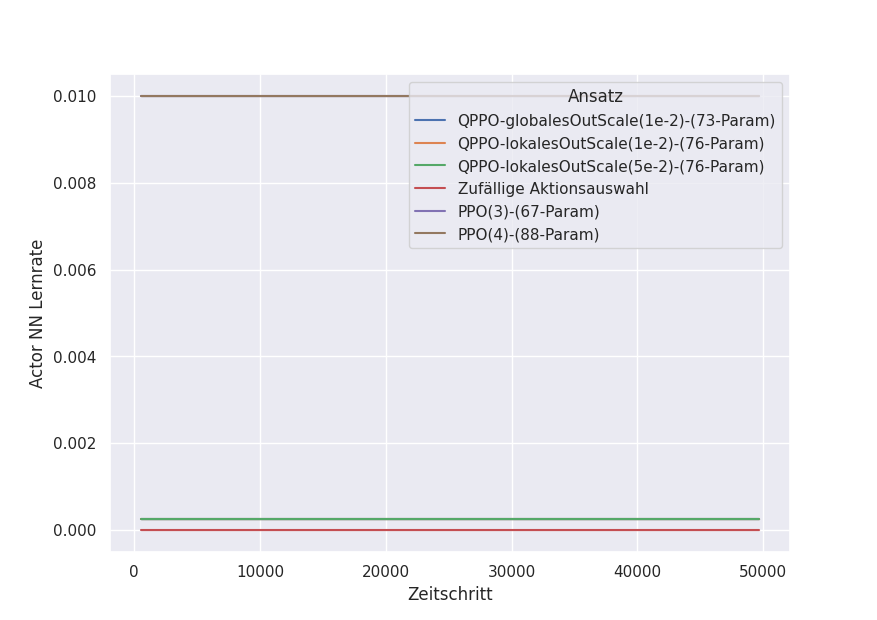 Ansatz
QPPO-globalesOutScale(1e-2)-(73-Param)
QPPO-lokalesOutScale(1e-2)-(76-Param)
QPPO-lokalesOutScale(5e-2)-(76-Param)
Zufällige Aktionsauswahl
PPO(3)-(67-Param)
PPO(4)-(88-Param)
Actor NN Lernrate
0.010
0.008
0.006
0.004
0.002
0.000
0
10000
20000
30000
40000
50000
Zeitschritt